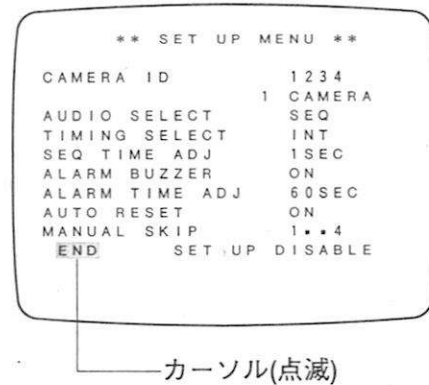 ** SET UP MENU **
CAMERA ID 1234
1 CAMERA
AUDIO SELECT SEQ
TIMING SELECT INT
SEQ TIME ADJ 1SEC
ALARM BUZZER ON
ALARM TIME ADJ 60SEC
AUTO RESET ON
MANUAL SKIP 1▪▪4
END SET UP DISABLE
カーソル(点滅)